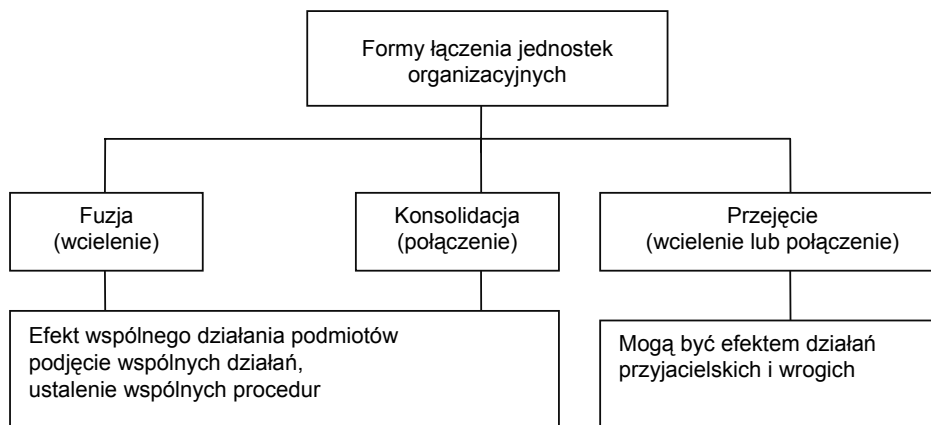 Formy łączenia jednostek
organizacyjnych
Fuzja
(wcielenie)
Konsolidacja
(połączenie)
Przejęcie
(wcielenie lub połączenie)
Efekt wspólnego działania podmiotów
podjęcie wspólnych działań,
ustalenie wspólnych procedur
Mogą być efektem działań
przyjacielskich i wrogich